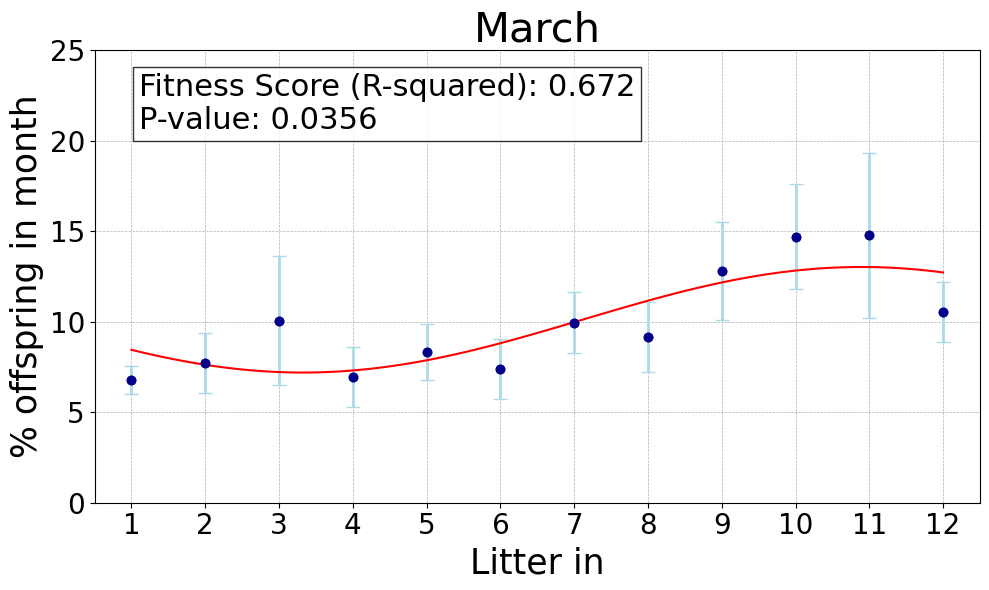 March
Fitness Score (R-squared): 0.672
P-value: 0.0356
% offspring in month
25
20
15
10
5
0
1 2 3 4 5 6 7 8 9 10 11 12
Litter in